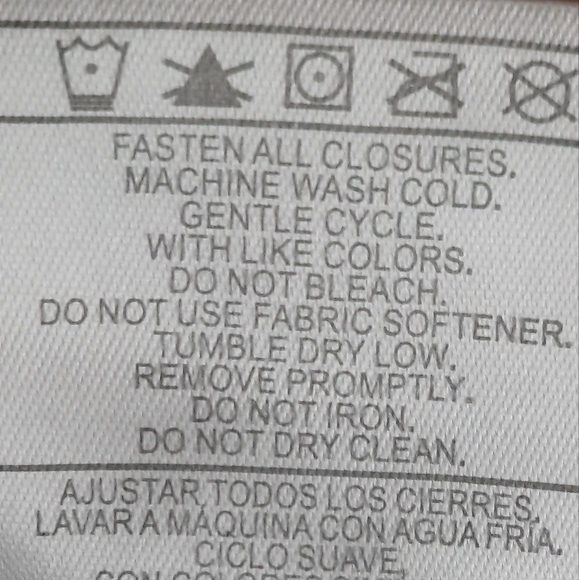 FASTEN ALL CLOSURES.
MACHINE WASH COLD.
GENTLE CYCLE.
WITH LIKE COLORS.
DO NOT BLEACH.
DO NOT USE FABRIC SOFTENER.
TUMBLE DRY LOW.
REMOVE PROMPTLY.
DO NOT IRON.
DO NOT DRY CLEAN.
AJUSTAR TODOS LOS CIERRES.
LAVAR A MÁQUINA CON AGUA FRÍA.
CICLO SUAVE.
CON COLORES